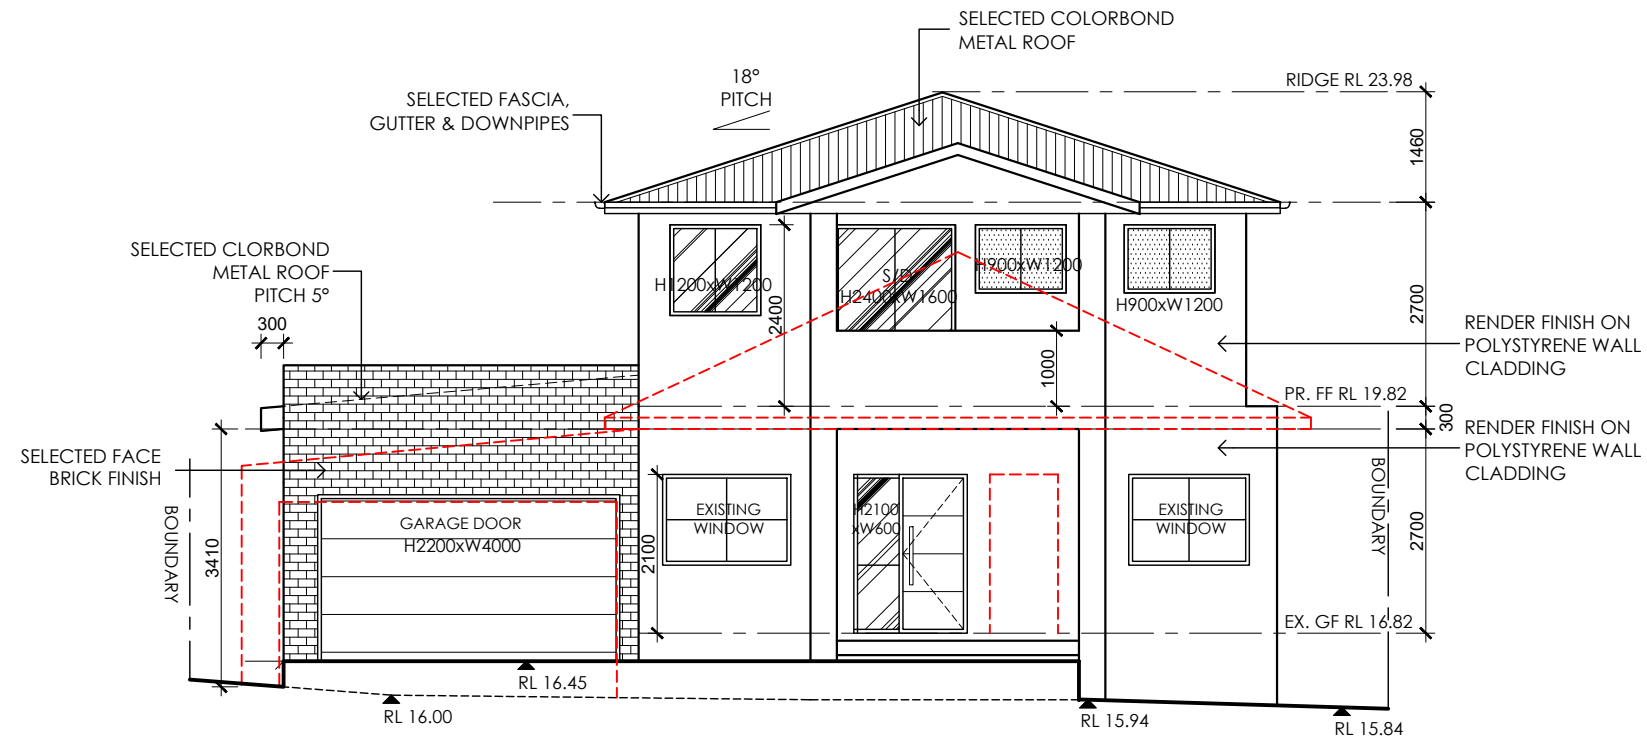 SELECTED COLORBOND
METAL ROOF
18°
PITCH
RIDGE RL 23.98
SELECTED FASCIA,
GUTTER & DOWNPIPES
1460
SELECTED CLORBOND
METAL ROOF
PITCH 5°
300
H1200xW1200
2400
S/D
H2400xW1600
H900xW1200
H900xW1200
2700
1000
RENDER FINISH ON
POLYSTYRENE WALL
CLADDING
PR. FF RL 19.82
300
RENDER FINISH ON
POLYSTYRENE WALL
CLADDING
SELECTED FACE
BRICK FINISH
BOUNDARY
3410
GARAGE DOOR
H2200xW4000
2100
EXISTING
WINDOW
H2100
xW600
EXISTING
WINDOW
BOUNDARY
2700
EX. GF RL 16.82
RL 16.45
RL 16.00
RL 15.94
RL 15.84